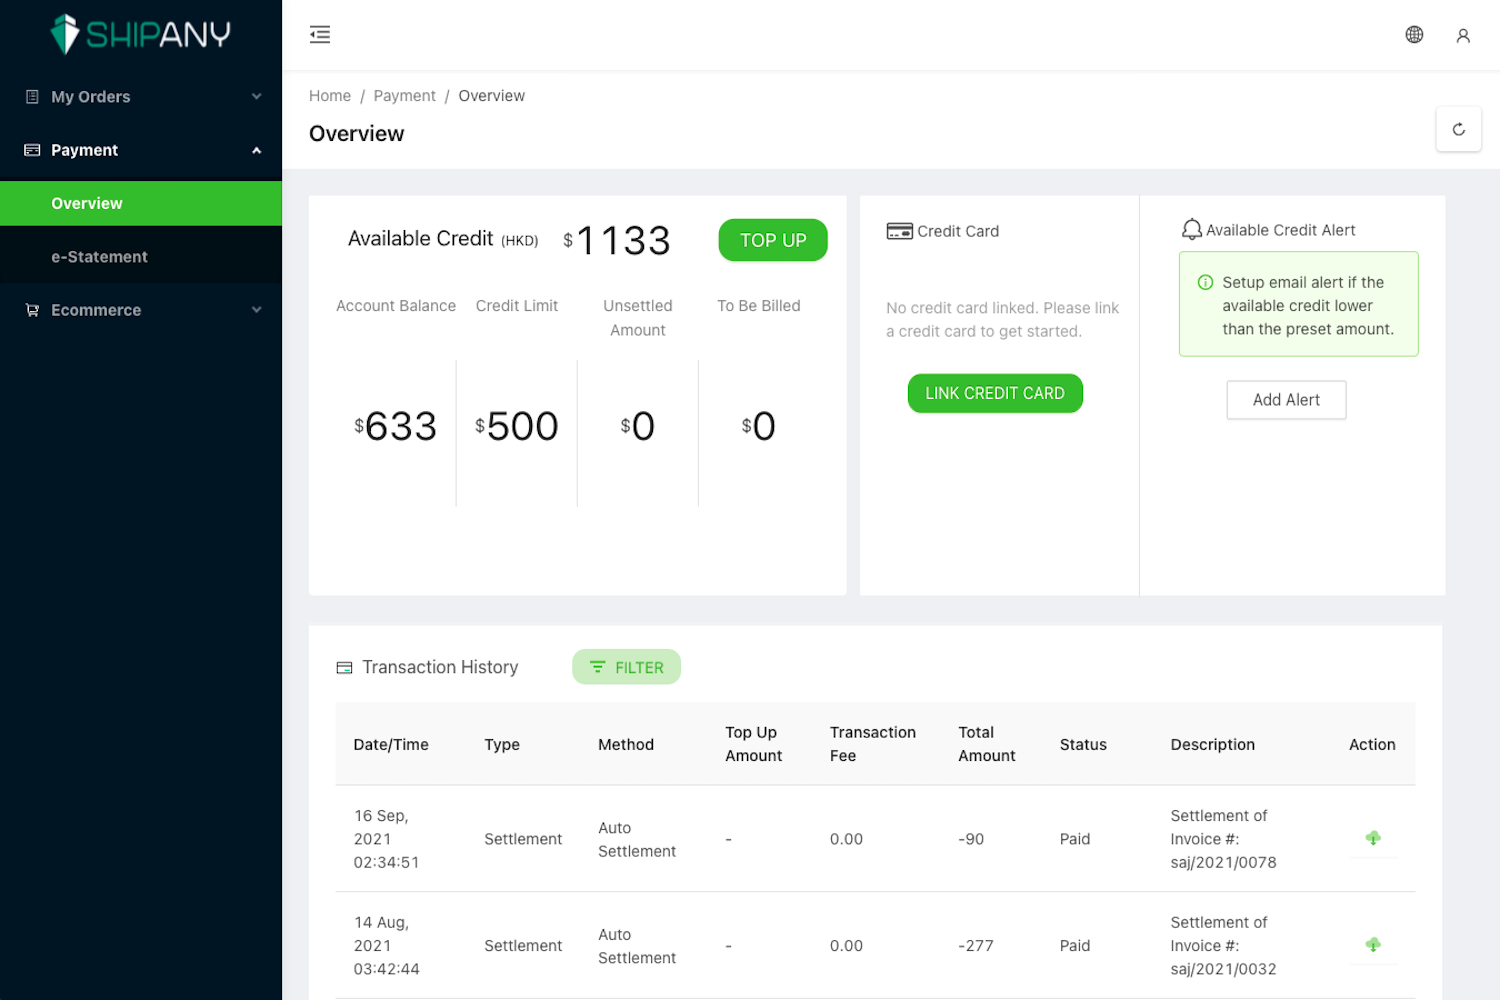 SHIPANY
My Orders
Payment
Overview
e-Statement
Ecommerce
Home / Payment / Overview
Overview
Available Credit (HKD) $1133 TOP UP
Account Balance Credit Limit Unsettled Amount To Be Billed
$633 $500 $0 $0
Credit Card
No credit card linked. Please link
a credit card to get started.
LINK CREDIT CARD
Available Credit Alert
Setup email alert if the
available credit lower
than the preset amount.
Add Alert
Transaction History FILTER
Date/Time Type Method Top Up Amount Transaction Fee Total Amount Status Description Action
16 Sep, 2021 02:34:51 Settlement Auto Settlement - 0.00 -90 Paid Settlement of Invoice #: saj/2021/0078
14 Aug, 2021 03:42:44 Settlement Auto Settlement - 0.00 -277 Paid Settlement of Invoice #: saj/2021/0032